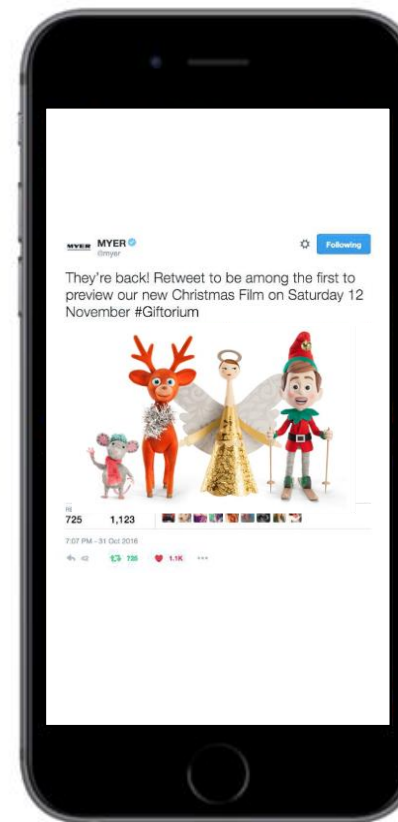 MYER
MYER
@myer
Following
They're back! Retweet to be among the first to
preview our new Christmas Film on Saturday 12
November #Giftorium
725 1,123
7:07 PM - 31 Oct 2016
42 725 1.1K